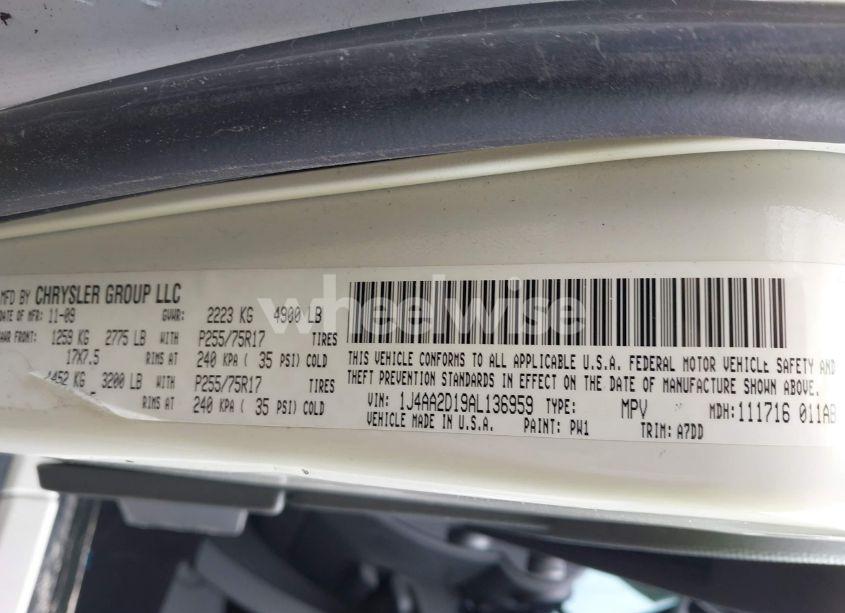 MFD BY CHRYSLER GROUP LLC
DATE OF MFR: 11-09 GVWR: 2223 KG 4900 LB
FRONT: 1259 KG 2775 LB WITH P255/75R17 TIRES
17X7.5 RIMS AT 240 KPA ( 35 PSI) COLD
1452 KG 3200 LB WITH P255/75R17 TIRES
RIMS AT 240 KPA ( 35 PSI) COLD
THIS VEHICLE CONFORMS TO ALL APPLICABLE U.S.A. FEDERAL MOTOR VEHICLE SAFETY AND
THEFT PREVENTION STANDARDS IN EFFECT ON THE DATE OF MANUFACTURE SHOWN ABOVE.
VIN: 1J4AA2D19AL136959 TYPE: MPV MDH:111716 011AB
VEHICLE MADE IN U.S.A. PAINT: PW1 TRIM: A7DD
wheelwise